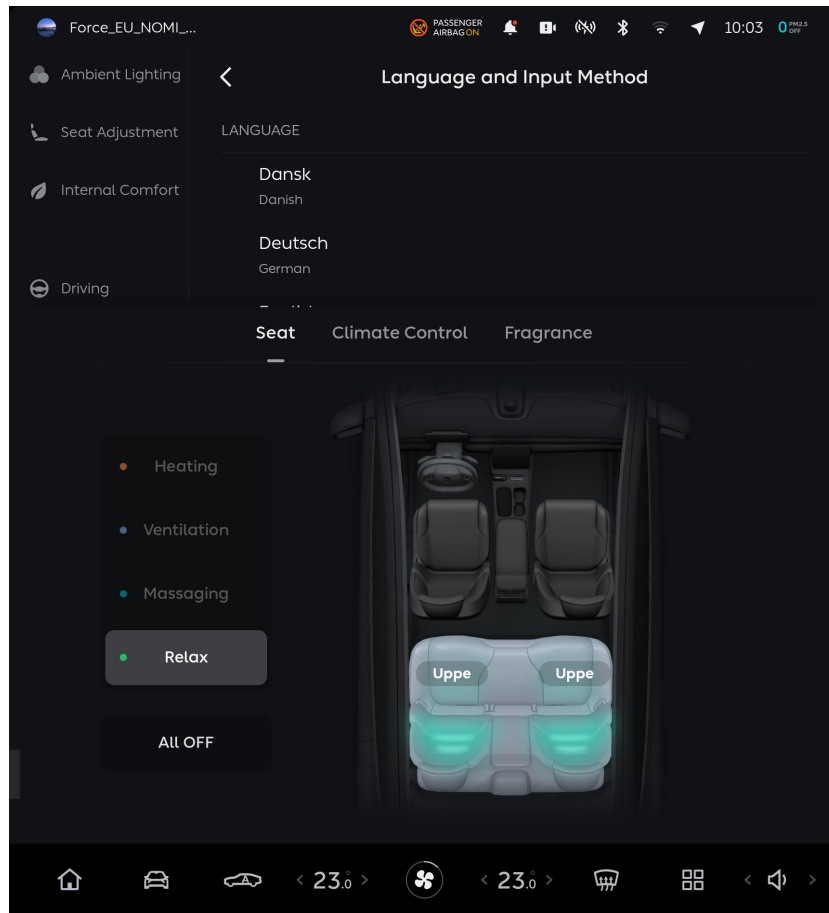 Force_EU_NOMI_...
PASSENGER
AIRBAG ON
10:03
0 PM2.5
OFF
Ambient Lighting
Seat Adjustment
Internal Comfort
Driving
Language and Input Method
LANGUAGE
Dansk
Danish
Deutsch
German
Seat
Climate Control
Fragrance
Heating
Ventilation
Massaging
Relax
All OFF
Uppe
Uppe
A
< 23.0 >
< 23.0 >